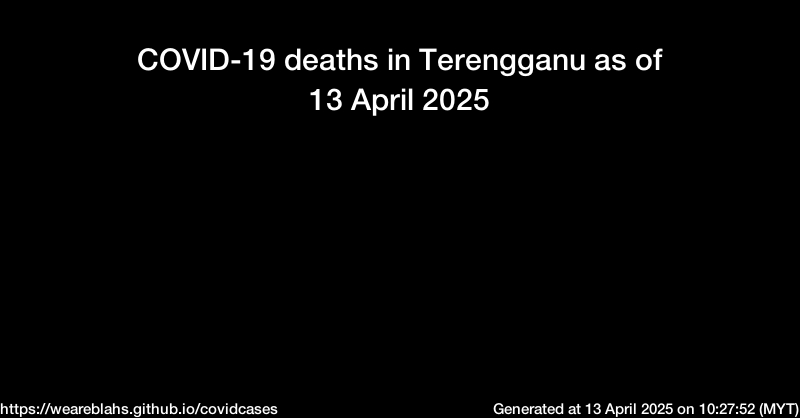 COVID-19 deaths in Terengganu as of
13 April 2025
https://weareblahs.github.io/covidcases
Generated at 13 April 2025 on 10:27:52 (MYT)